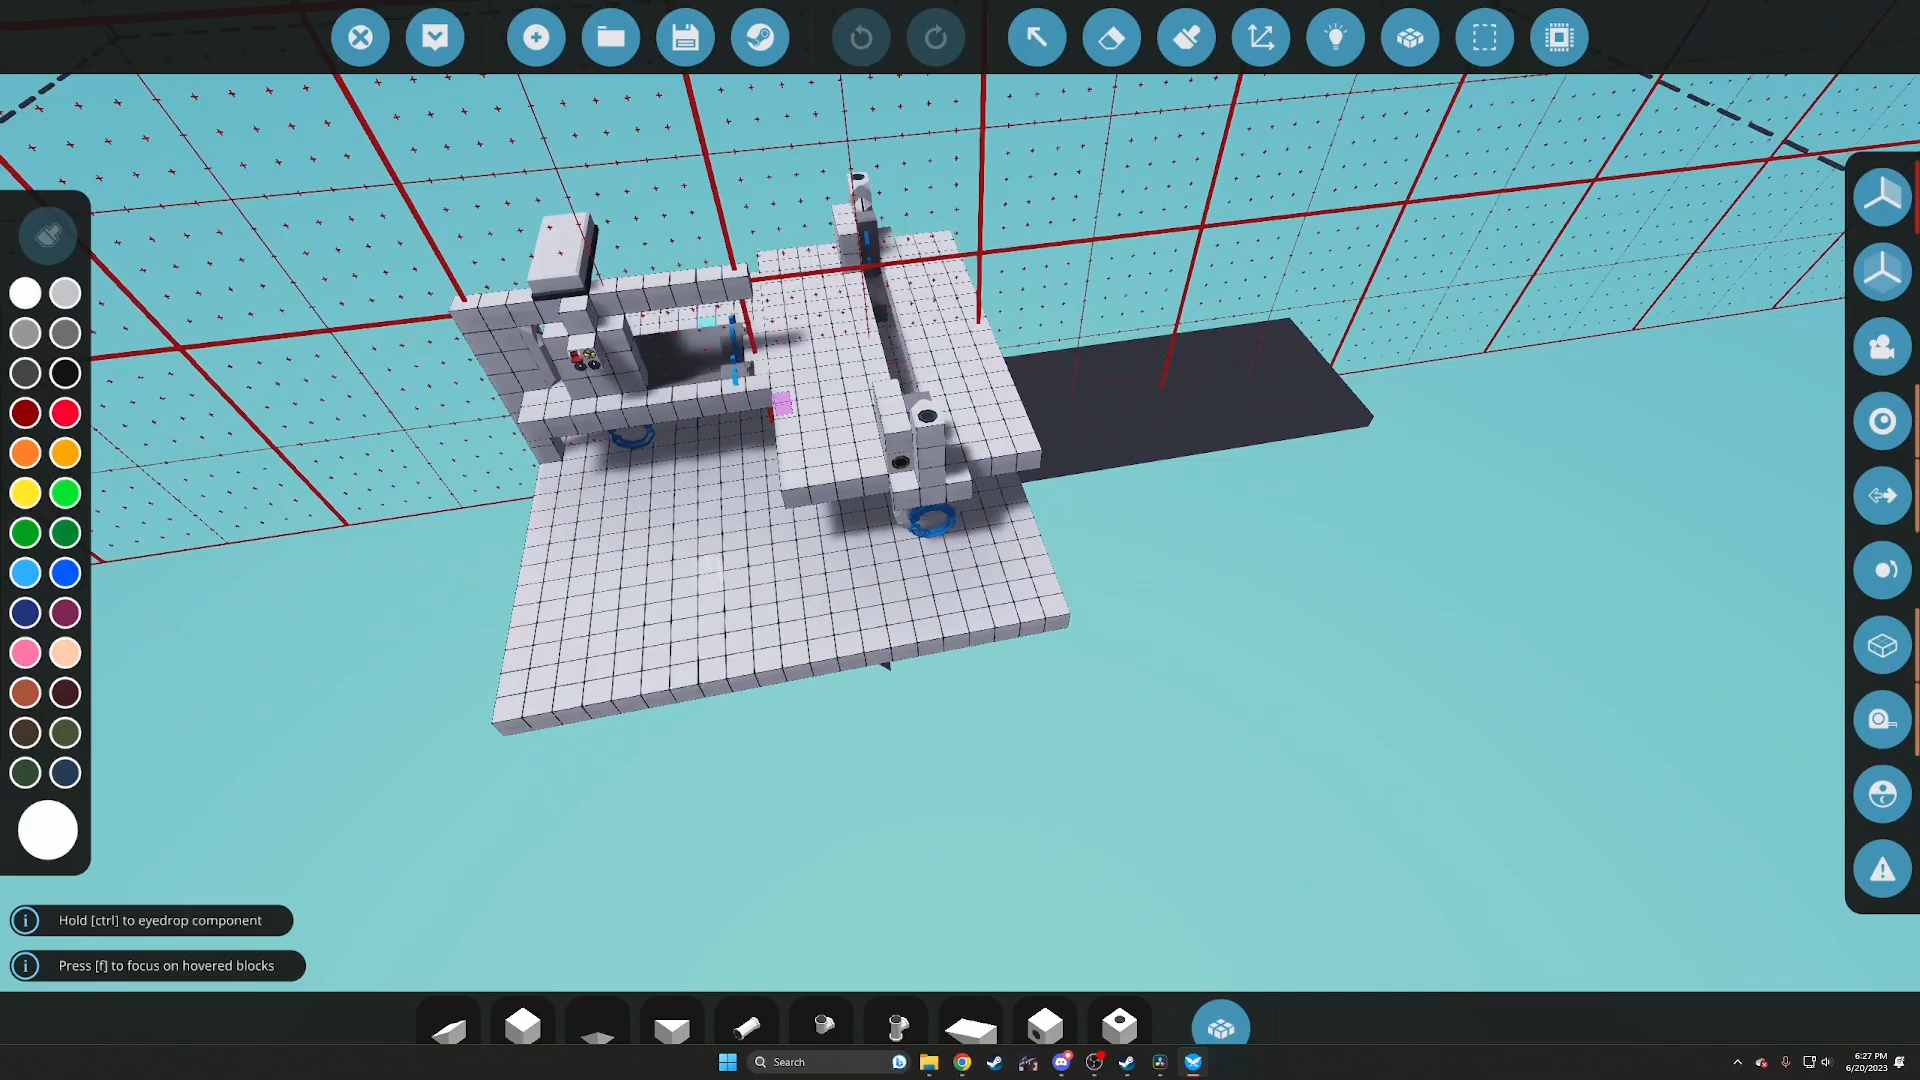 Hold [ctrl] to eyedrop component
Press [f] to focus on hovered blocks
Search
6:27 PM
6/20/2023